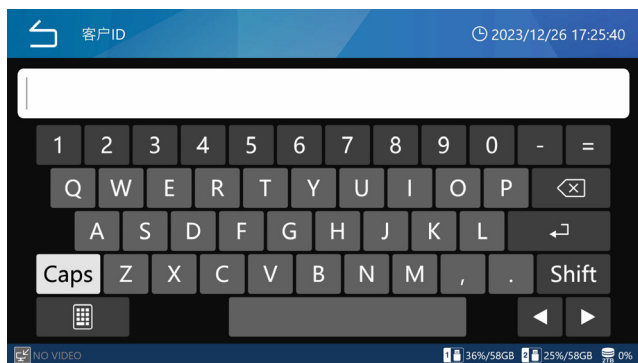 客户ID 2023/12/26 17:25:40
1 2 3 4 5 6 7 8 9 0 - =
Q W E R T Y U I O P
A S D F G H J K L
Caps Z X C V B N M , . Shift
NO VIDEO 1 36%/58GB 2 25%/58GB 2TB 0%